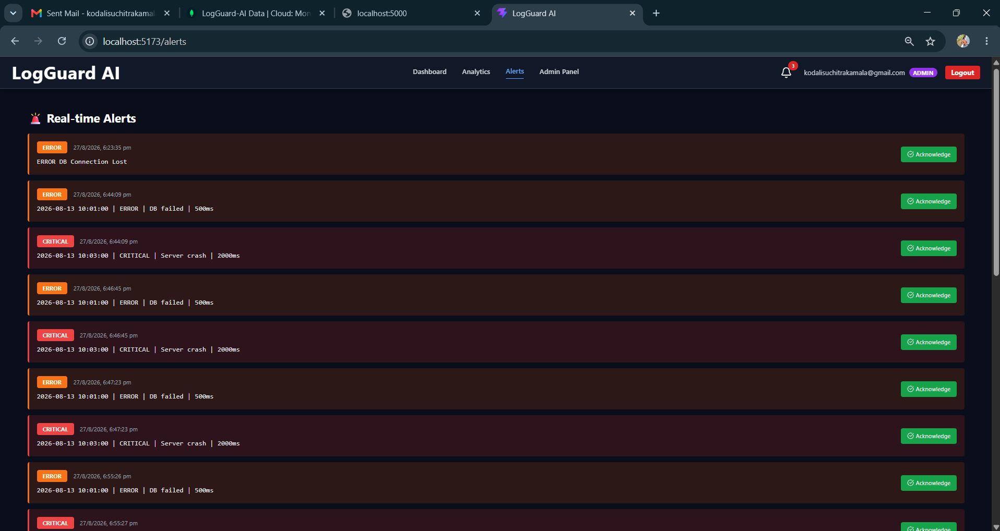 Sent Mail - kodalisuchitrakamala
LogGuard-AI Data | Cloud: Mon
localhost:5000
LogGuard AI
localhost:5173/alerts
LogGuard AI
Dashboard
Analytics
Alerts
Admin Panel
3
kodalisuchitrakamala@gmail.com
ADMIN
Logout
Real-time Alerts
ERROR 27/8/2026, 6:23:35 pm
ERROR DB Connection Lost
Acknowledge
ERROR 27/8/2026, 6:44:09 pm
2026-08-13 10:01:00 | ERROR | DB failed | 500ms
Acknowledge
CRITICAL 27/8/2026, 6:44:09 pm
2026-08-13 10:03:00 | CRITICAL | Server crash | 2000ms
Acknowledge
ERROR 27/8/2026, 6:46:45 pm
2026-08-13 10:01:00 | ERROR | DB failed | 500ms
Acknowledge
CRITICAL 27/8/2026, 6:46:45 pm
2026-08-13 10:03:00 | CRITICAL | Server crash | 2000ms
Acknowledge
ERROR 27/8/2026, 6:47:23 pm
2026-08-13 10:01:00 | ERROR | DB failed | 500ms
Acknowledge
CRITICAL 27/8/2026, 6:47:23 pm
2026-08-13 10:03:00 | CRITICAL | Server crash | 2000ms
Acknowledge
ERROR 27/8/2026, 6:55:26 pm
2026-08-13 10:01:00 | ERROR | DB failed | 500ms
Acknowledge
CRITICAL 27/8/2026, 6:55:27 pm
Acknowledge